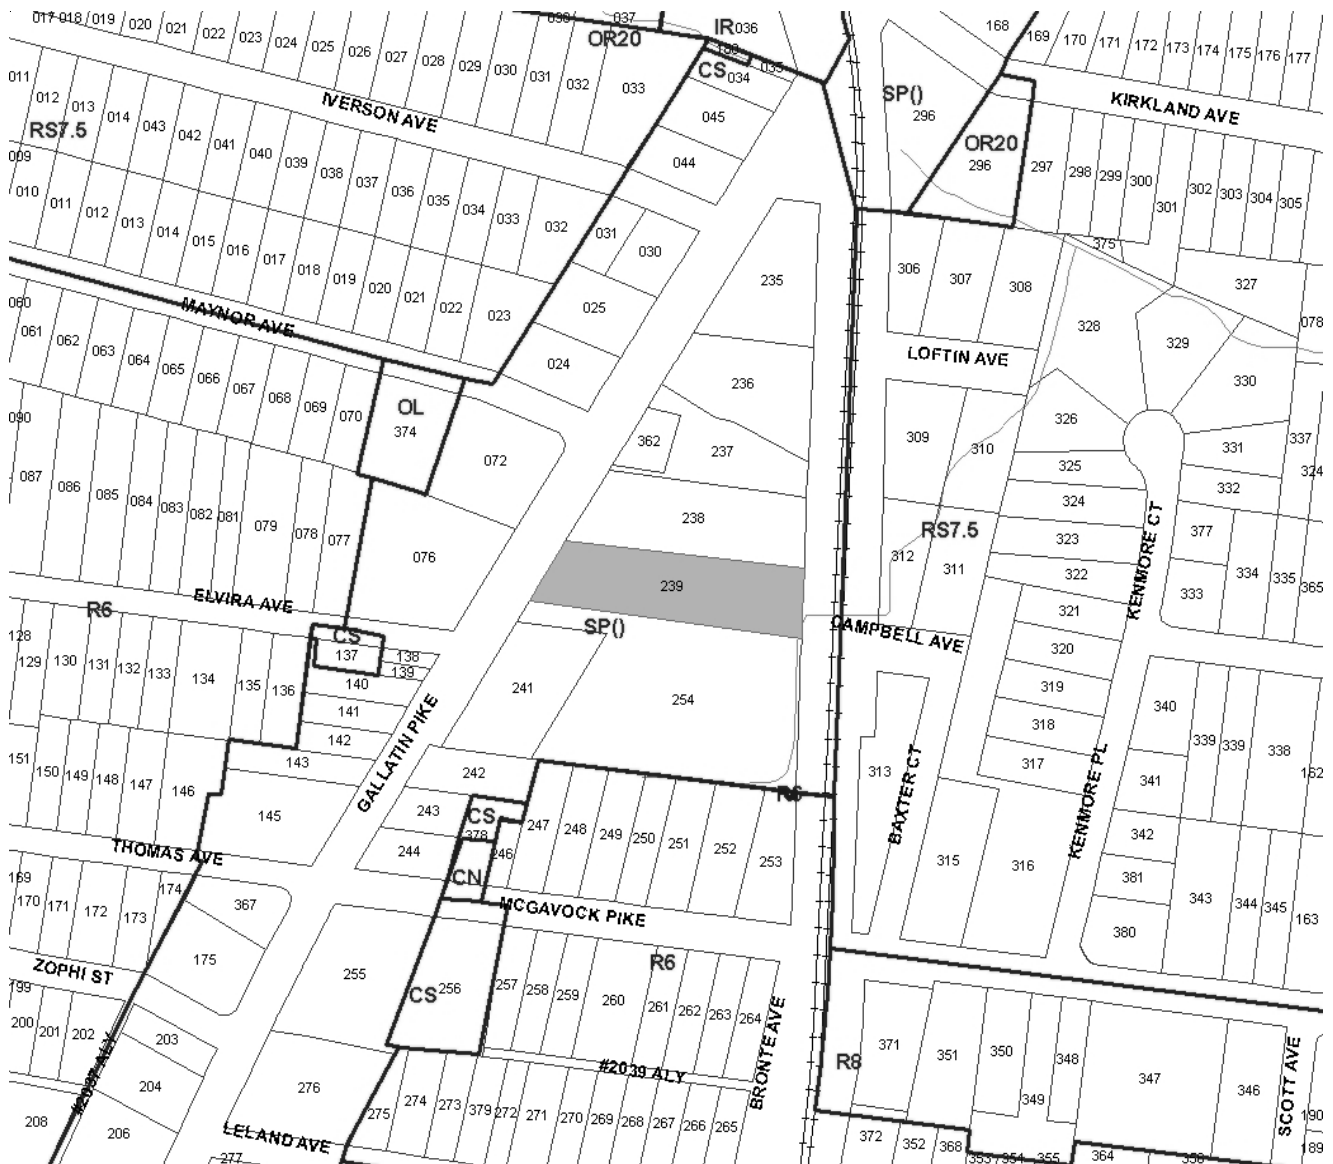 017 018 019 020 021 022 023 024 025 026 027 028 029 030 031 032 033
037
IR 036
OR20
CS 034
035
045
044
SP()
296
OR20
296
168 169 170 171 172 173 174 175 176 177
KIRKLAND AVE
297 298 299 300 301 302 303 304 305
011 012 013 014 043 042 041 040 039 038 037 036 035 034 033 032 031 030
IVERSON AVE
RS7.5
009
010 011 012 013 014 015 016 017 018 019 020 021 022 023
025
024
MAYNOR AVE
235
236
237
362
238
239
SP()
241
254
306 307 308
375
327
078
328
329
330
LOFTIN AVE
309
310
326
325
324
323
322
321
320
319
318
317
331
332
337
324
377
333
334
335
365
312
311
RS7.5
KENMORE CT
CAMPBELL AVE
060
061 062 063 064 065 066 067 068 069 070
OL
374
072
090
087 086 085 084 083 082 081 079 078 077
076
ELVIRA AVE
R6
128
129 130 131 132 133 134 135 136
CS
137
138
139
140
141
142
143
145
151 150 149 148 147 146
GALLATIN PIKE
242
243
244
CS
378
246
CN
247 248 249 250 251 252 253
R6
MCGAVOCK PIKE
313
BAXTER CT
315
316
KENMORE PL
340
341
342
381
380
339 339 338 162
343 344 345 163
THOMAS AVE
169
170 171 172 173 174
175
367
ZOPHI ST
199
200 201 202
203
204
206
208
#2037 ALY
255
CS 256
257 258 259 260 261 262 263 264
R6
#2039 ALY
BRONTE AVE
276
277
LELAND AVE
275 274 273 379 272 271 270 269 268 267 266 265
R8
371 351 350 349 348 347 346
SCOTT AVE
190
189
372 352 368 353 354 355 364 358